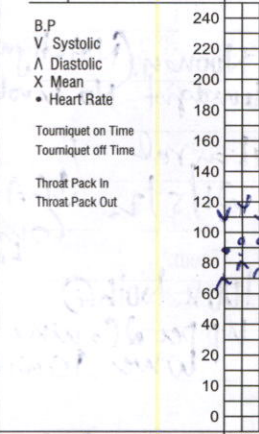 B.P
V Systolic
Λ Diastolic
X Mean
• Heart Rate
Tourniquet on Time
Tourniquet off Time
Throat Pack In
Throat Pack Out
240
220
200
180
160
140
120
100
80
60
40
20
10
0